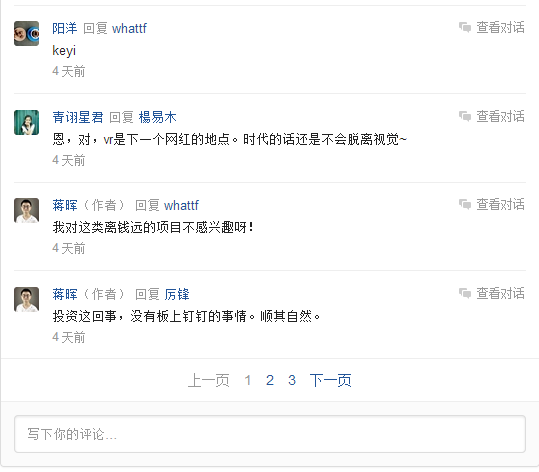 阳洋 回复 whattf 查看对话
keyi
4 天前
青诩星君 回复 楊易木 查看对话
恩，对，vr是下一个网红的地点。时代的话还是不会脱离视觉~
4 天前
蒋晖（作者） 回复 whattf 查看对话
我对这类离钱远的项目不感兴趣呀！
4 天前
蒋晖（作者） 回复 厉锋 查看对话
投资这回事，没有板上钉钉的事情。顺其自然。
4 天前
上一页 1 2 3 下一页
写下你的评论...